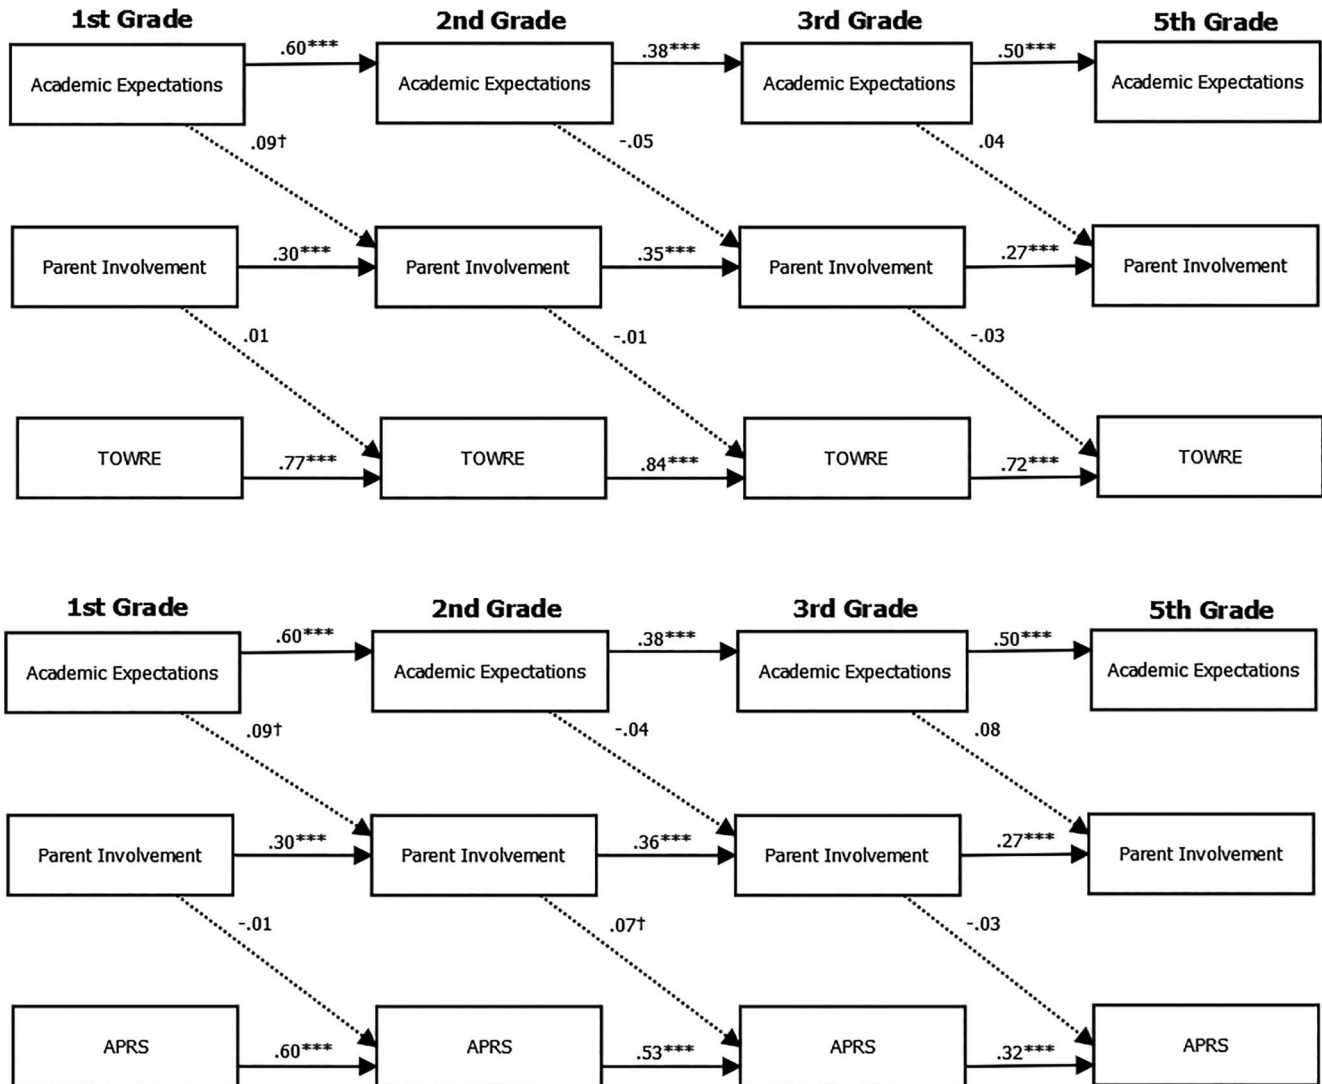 1st Grade 2nd Grade 3rd Grade 5th Grade
.60*** .38*** .50***
Academic Expectations Academic Expectations Academic Expectations Academic Expectations
.09† -.05 .04
.30*** .35*** .27***
Parent Involvement Parent Involvement Parent Involvement Parent Involvement
.01 -.01 -.03
TOWRE TOWRE TOWRE TOWRE
.77*** .84*** .72***
1st Grade 2nd Grade 3rd Grade 5th Grade
.60*** .38*** .50***
Academic Expectations Academic Expectations Academic Expectations Academic Expectations
.09† -.04 .08
.30*** .36*** .27***
Parent Involvement Parent Involvement Parent Involvement Parent Involvement
-.01 .07† -.03
APRS APRS APRS APRS
.60*** .53*** .32***